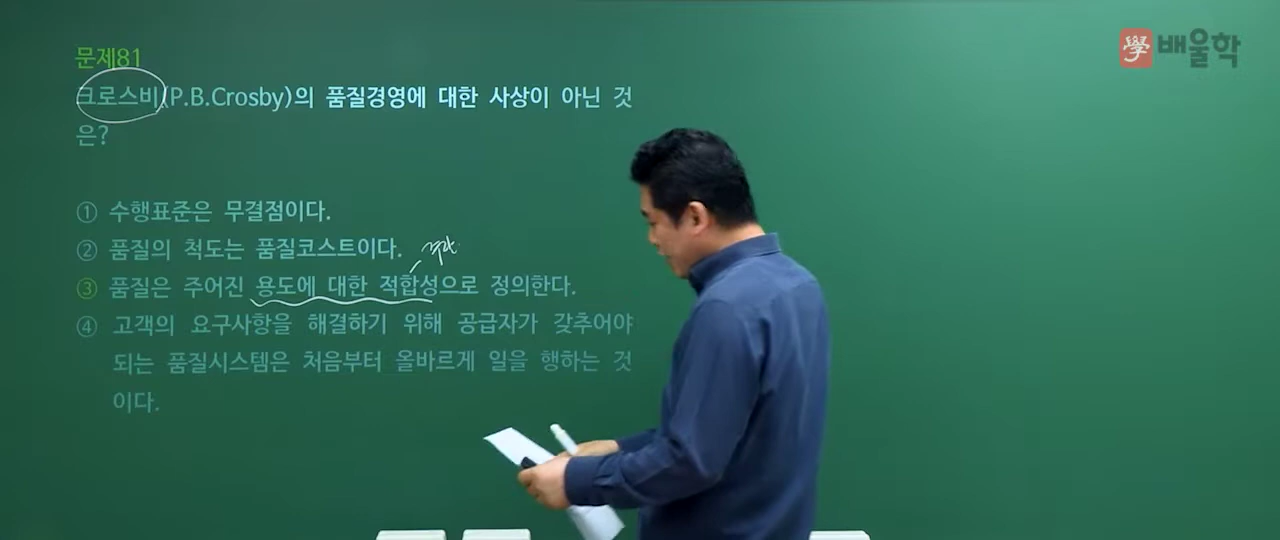 學 배울학
문제81
크로스비(P.B.Crosby)의 품질경영에 대한 사상이 아닌 것
은?
① 수행표준은 무결점이다.
② 품질의 척도는 품질코스트이다.
③ 품질은 주어진 용도에 대한 적합성으로 정의한다.
④ 고객의 요구사항을 해결하기 위해 공급자가 갖추어야
되는 품질시스템은 처음부터 올바르게 일을 행하는 것
이다.